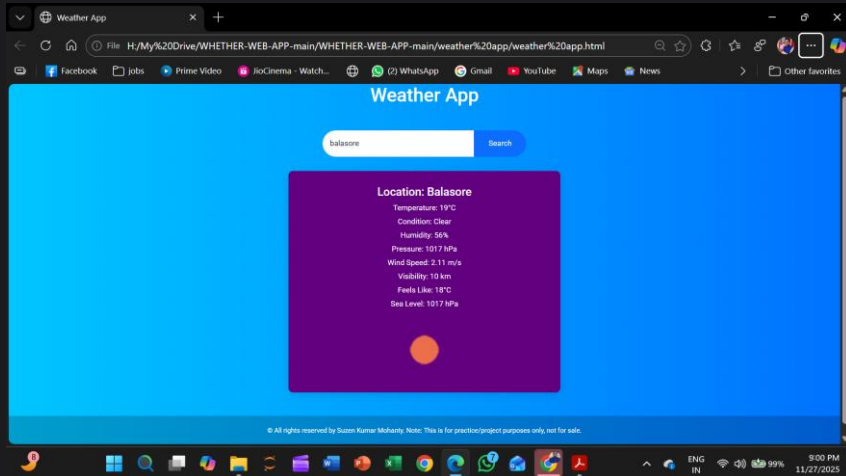 Weather App
File H:/My%20Drive/WHETHER-WEB-APP-main/WHETHER-WEB-APP-main/weather%20app/weather%20app.html
Facebook jobs Prime Video JioCinema - Watch... (2) WhatsApp Gmail YouTube Maps News Other favorites
Weather App
balasore Search
Location: Balasore
Temperature: 19°C
Condition: Clear
Humidity: 56%
Pressure: 1017 hPa
Wind Speed: 2.11 m/s
Visibility: 10 km
Feels Like: 18°C
Sea Level: 1017 hPa
© All rights reserved by Suzen Kumar Mohanty. Note: This is for practice/project purposes only, not for sale.
8 7 ENG 99% 9:00 PM
IN 11/27/2025